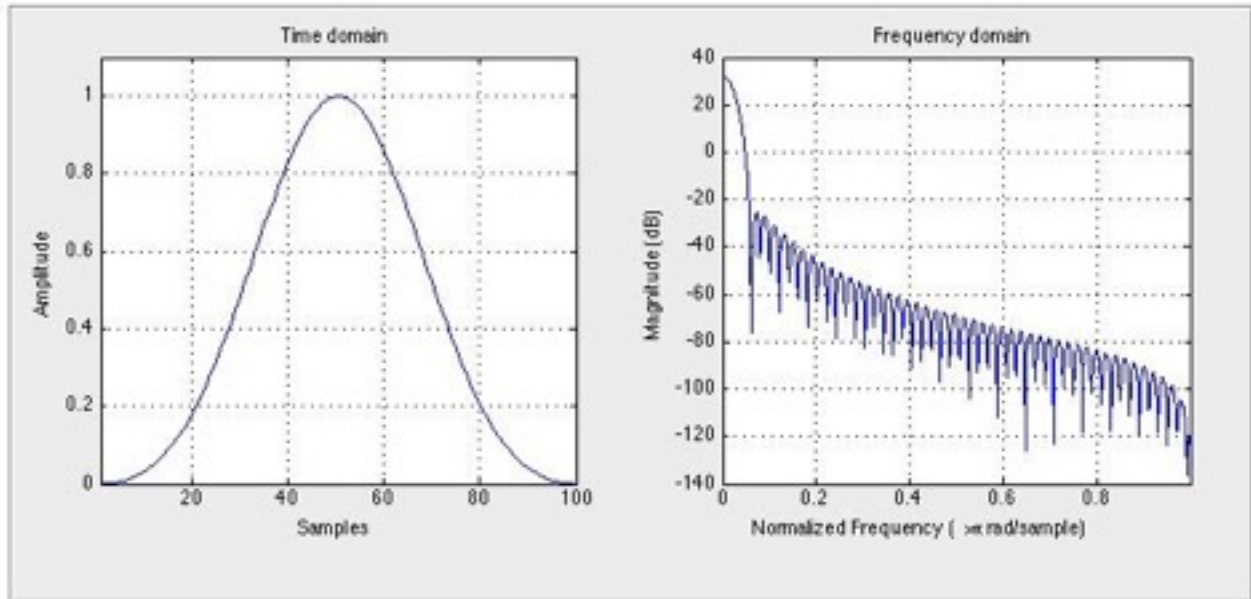 Time domain
Amplitude
1
0.8
0.6
0.4
0.2
0
20 40 60 80 100
Samples
Frequency domain
Magnitude (dB)
40
20
0
-20
-40
-60
-80
-100
-120
-140
0 0.2 0.4 0.6 0.8
Normalized Frequency ( ×π rad/sample)